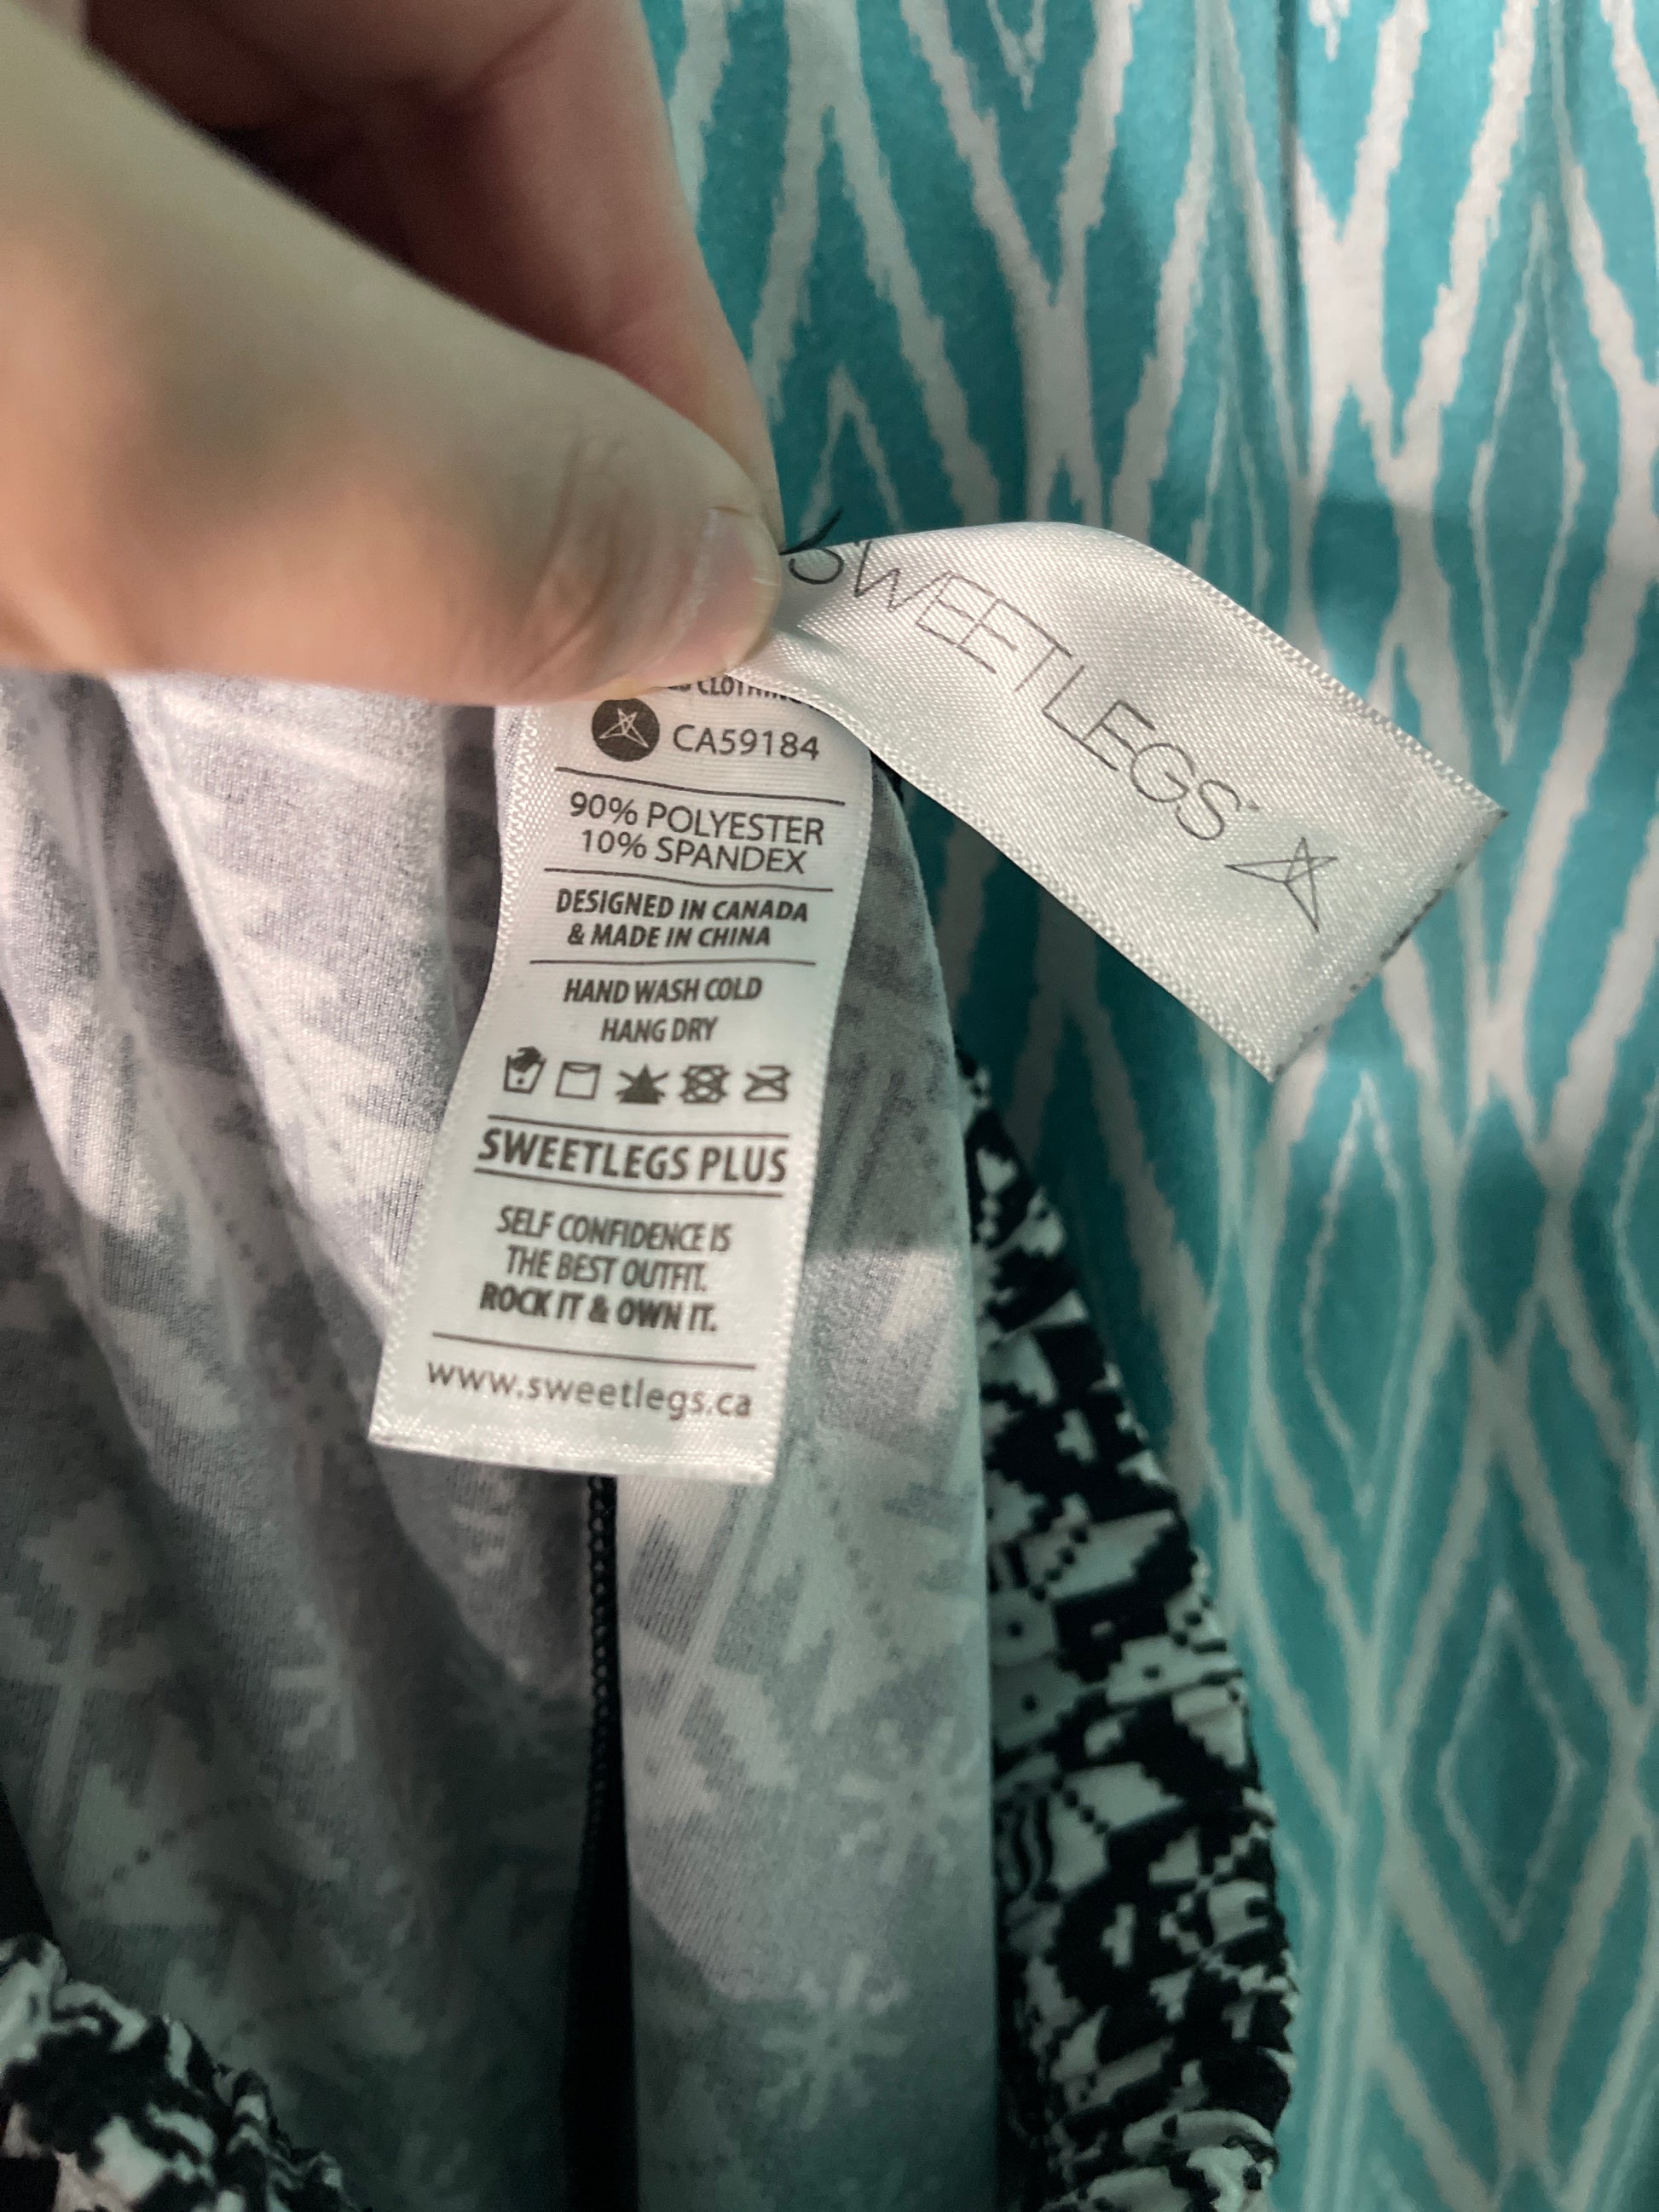 SWEETLEGS
CLOTHING
CA59184
90% POLYESTER
10% SPANDEX
DESIGNED IN CANADA
& MADE IN CHINA
HAND WASH COLD
HANG DRY
SWEETLEGS PLUS
SELF CONFIDENCE IS
THE BEST OUTFIT.
ROCK IT & OWN IT.
www.sweetlegs.ca